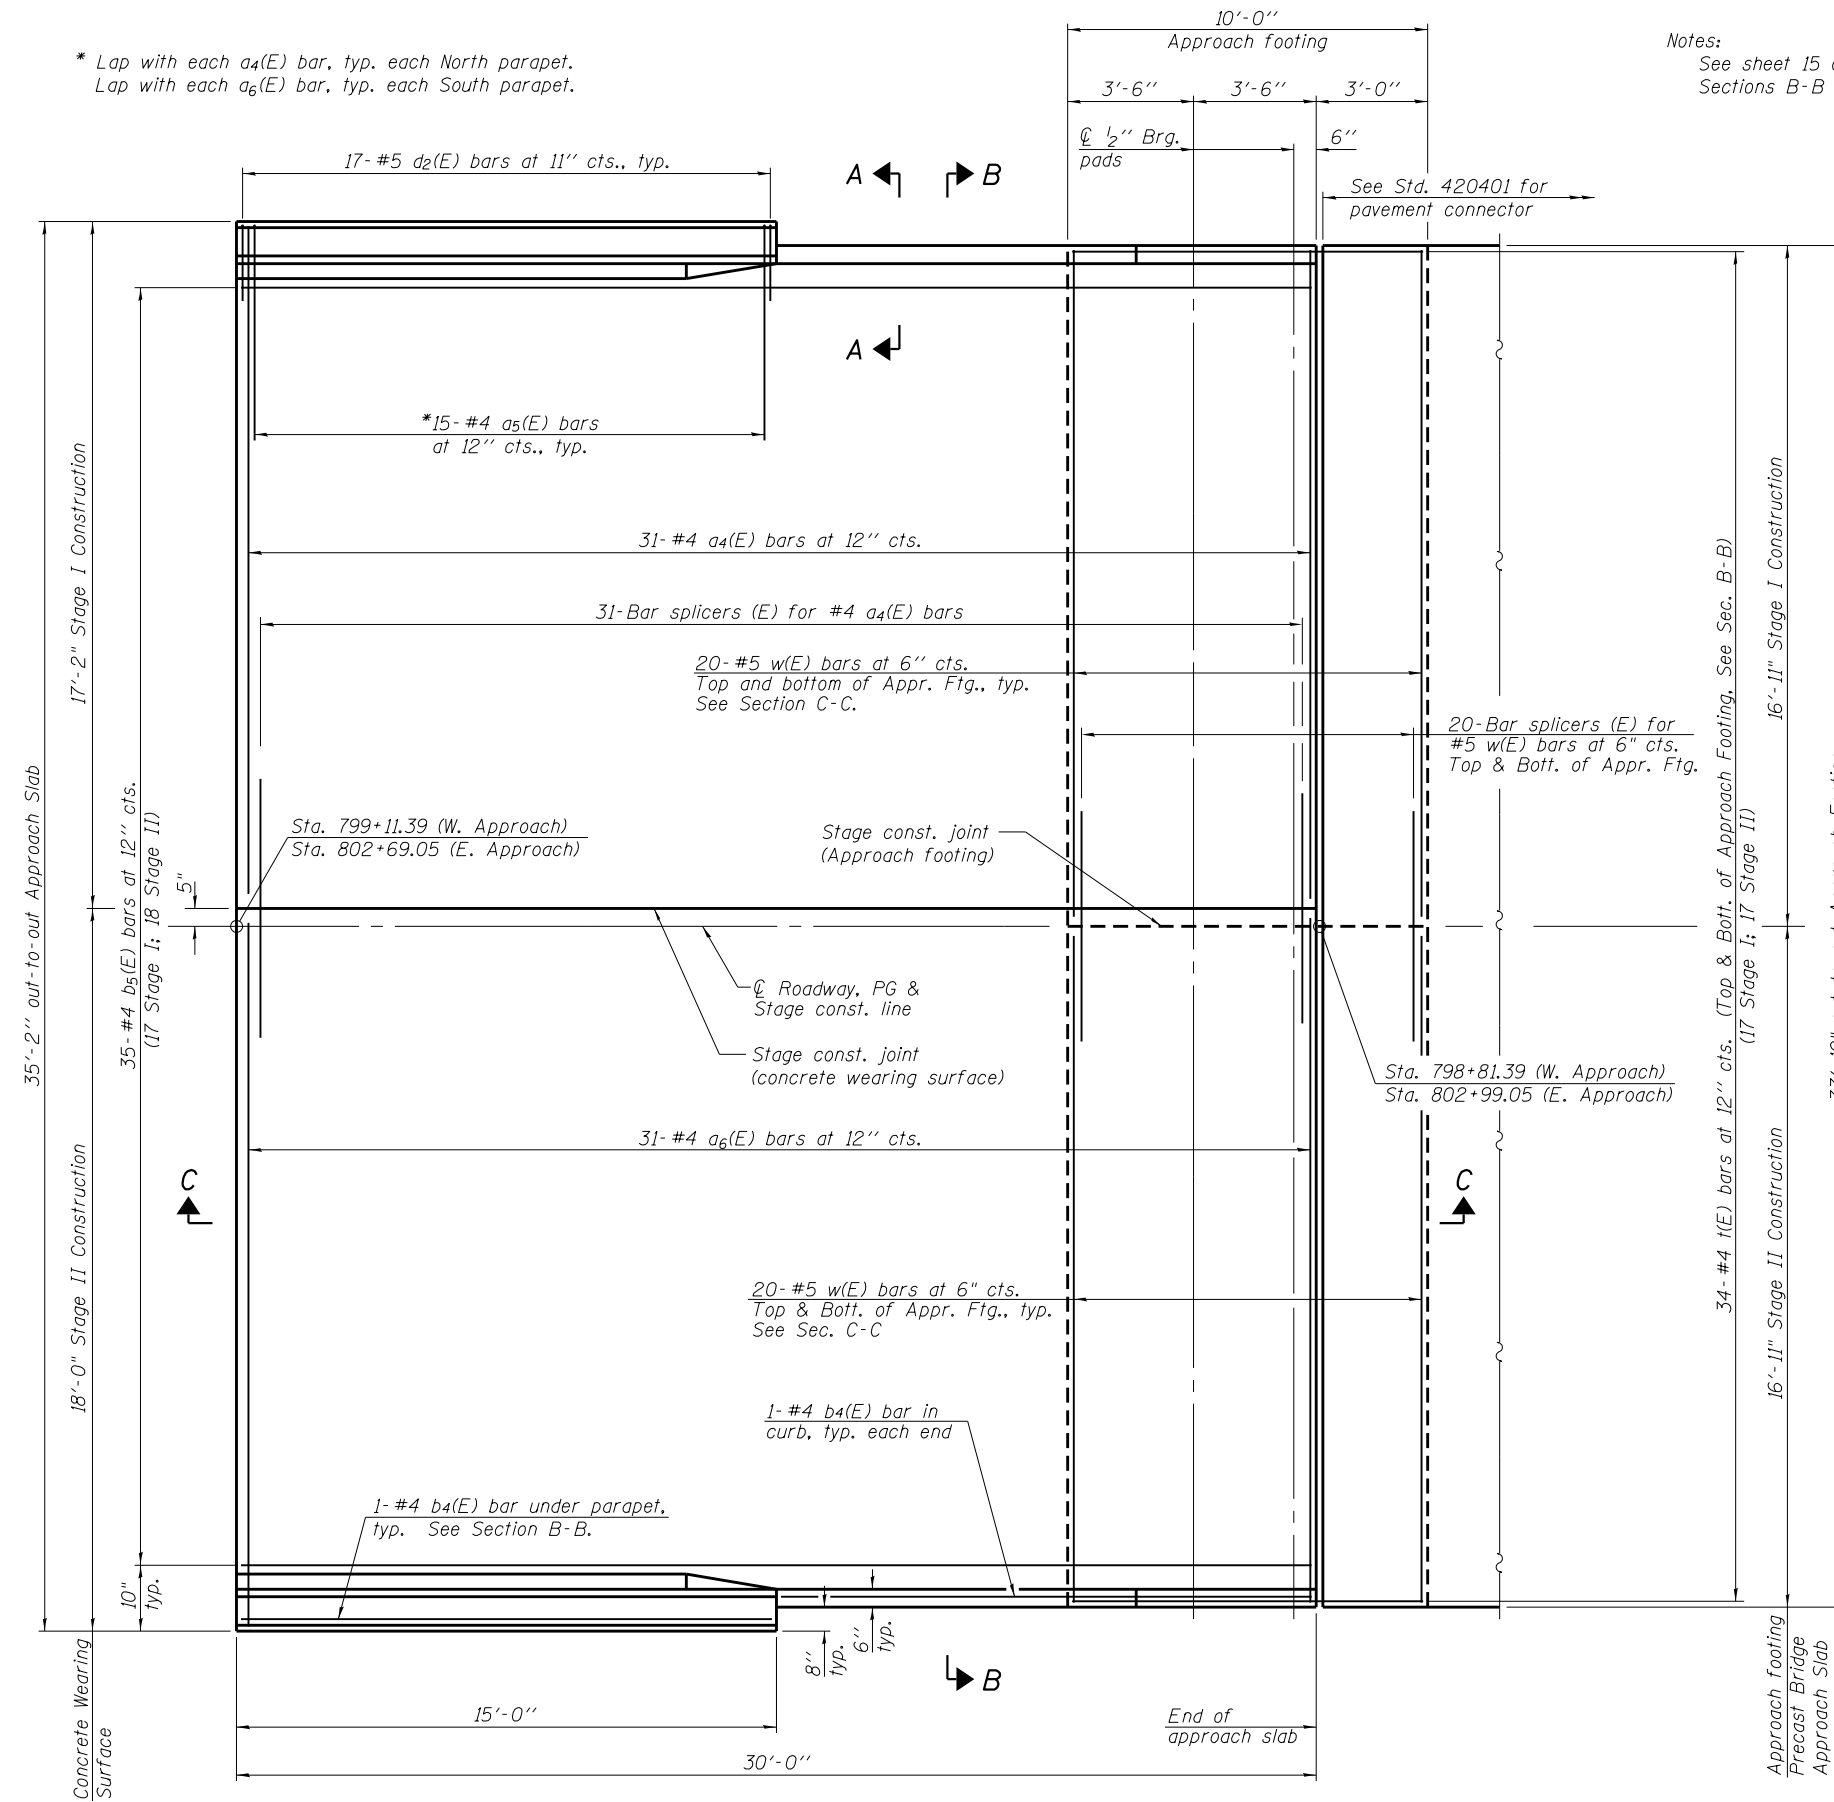 * Lap with each a4(E) bar, typ. each North parapet.
Lap with each a6(E) bar, typ. each South parapet.
10'-0''
Approach footing
Notes:
See sheet 15
Sections B-B
3'-6''
3'-6''
3'-0''
℄ 1/2'' Brg.
pads
6''
17-#5 d2(E) bars at 11'' cts., typ.
A
B
See Std. 420401 for
pavement connector
A
*15-#4 a5(E) bars
at 12'' cts., typ.
31-#4 a4(E) bars at 12'' cts.
31-Bar splicers (E) for #4 a4(E) bars
20-#5 w(E) bars at 6'' cts.
Top and bottom of Appr. Ftg., typ.
See Section C-C.
20-Bar splicers (E) for
#5 w(E) bars at 6" cts.
Top & Bott. of Appr. Ftg.
17'-2" Stage I Construction
16'-11" Stage I Construction
35'-2'' out-to-out Approach Slab
35-#4 b5(E) bars at 12'' cts.
(17 Stage I; 18 Stage II)
34-#4 t(E) bars at 12'' cts. (Top & Bott. of Approach Footing, See Sec. B-B)
(17 Stage I; 17 Stage II)
5"
Sta. 799+11.39 (W. Approach)
Sta. 802+69.05 (E. Approach)
Stage const. joint
(Approach footing)
℄ Roadway, PG &
Stage const. line
Stage const. joint
(concrete wearing surface)
Sta. 798+81.39 (W. Approach)
Sta. 802+99.05 (E. Approach)
31-#4 a6(E) bars at 12'' cts.
C
C
18'-0" Stage II Construction
16'-11" Stage II Construction
20-#5 w(E) bars at 6" cts.
Top & Bott. of Appr. Ftg., typ.
See Sec. C-C
1-#4 b4(E) bar in
curb, typ. each end
1-#4 b4(E) bar under parapet,
typ. See Section B-B.
10"
typ.
8''
typ.
6''
typ.
B
15'-0''
End of
approach slab
30'-0''
Concrete Wearing
Surface
Approach footing
Precast Bridge
Approach Slab